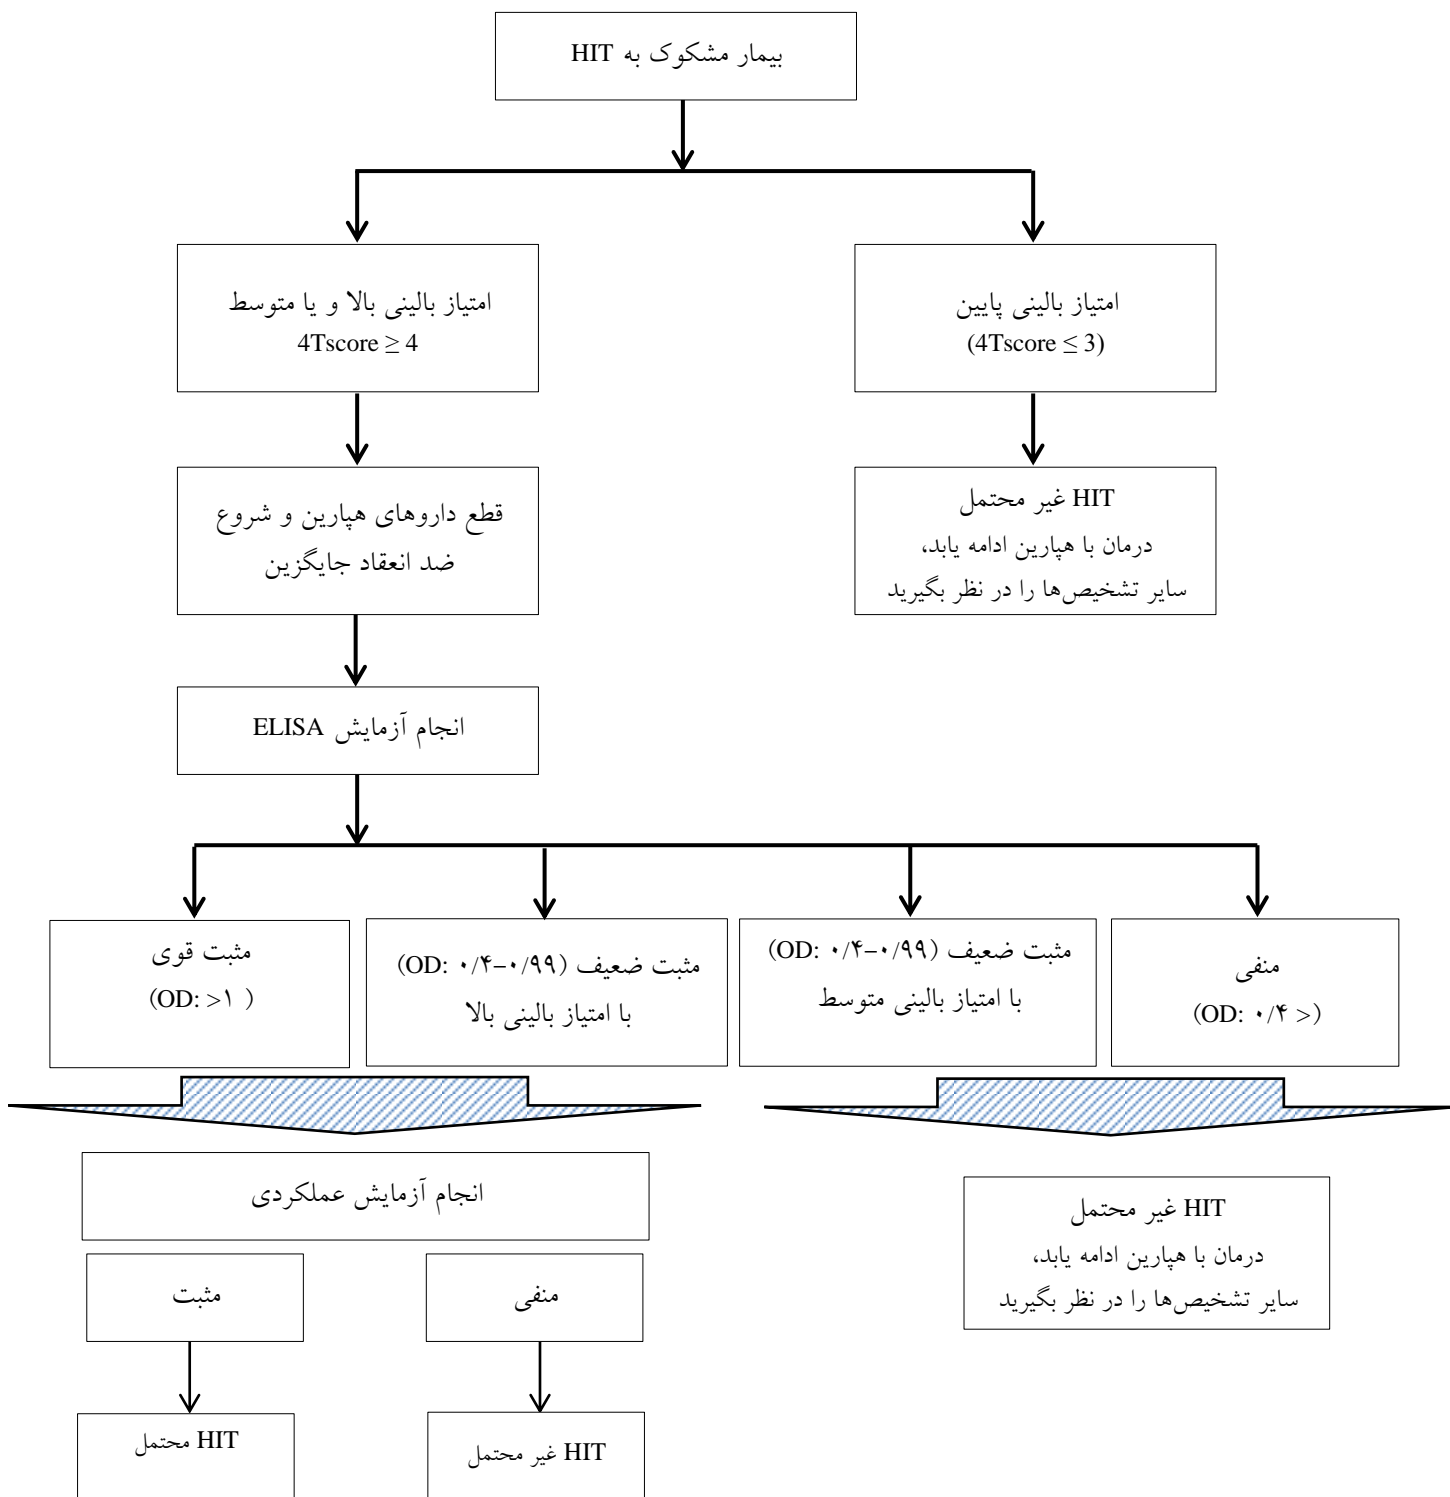 بیمار مشکوک به HIT
امتیاز بالینی بالا و یا متوسط
4Tscore ≥ 4
امتیاز بالینی پایین
(4Tscore ≤ 3)
قطع داروهای هپارین و شروع
ضد انعقاد جایگزین
HIT غیر محتمل
درمان با هپارین ادامه یابد،
سایر تشخیص‌ها را در نظر بگیرید
انجام آزمایش ELISA
مثبت قوی
(OD: >۱ )
مثبت ضعیف (OD: ۰/۴-۰/۹۹)
با امتیاز بالینی بالا
مثبت ضعیف (OD: ۰/۴-۰/۹۹)
با امتیاز بالینی متوسط
منفی
(OD: ۰/۴ >)
انجام آزمایش عملکردی
HIT غیر محتمل
درمان با هپارین ادامه یابد،
سایر تشخیص‌ها را در نظر بگیرید
مثبت
منفی
HIT محتمل
HIT غیر محتمل